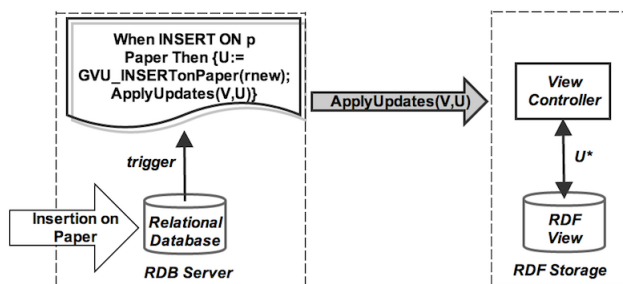 When INSERT ON p
Paper Then {U:=
GVU_INSERTonPaper(rnew);
ApplyUpdates(V,U)}
ApplyUpdates(V,U)
View
Controller
trigger
U*
Insertion on
Paper
Relational
Database
RDF
View
RDB Server
RDF Storage